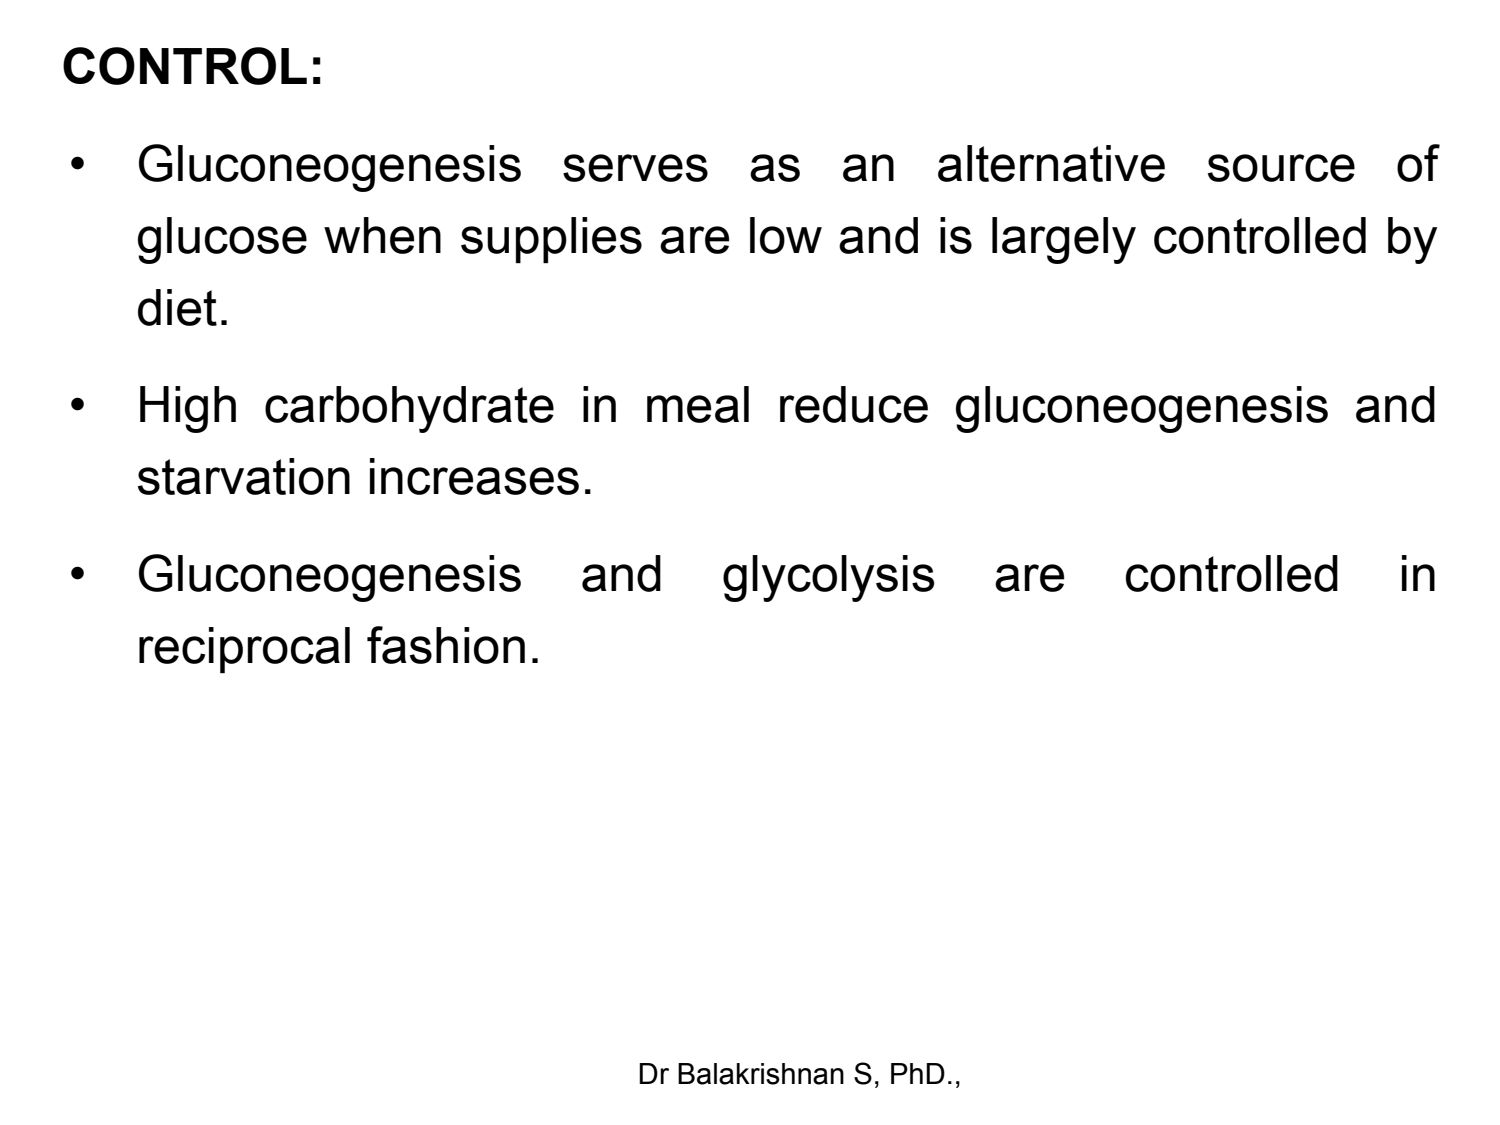 CONTROL:
• Gluconeogenesis serves as an alternative source of
glucose when supplies are low and is largely controlled by
diet.
• High carbohydrate in meal reduce gluconeogenesis and
starvation increases.
• Gluconeogenesis and glycolysis are controlled in
reciprocal fashion.
Dr Balakrishnan S, PhD.,